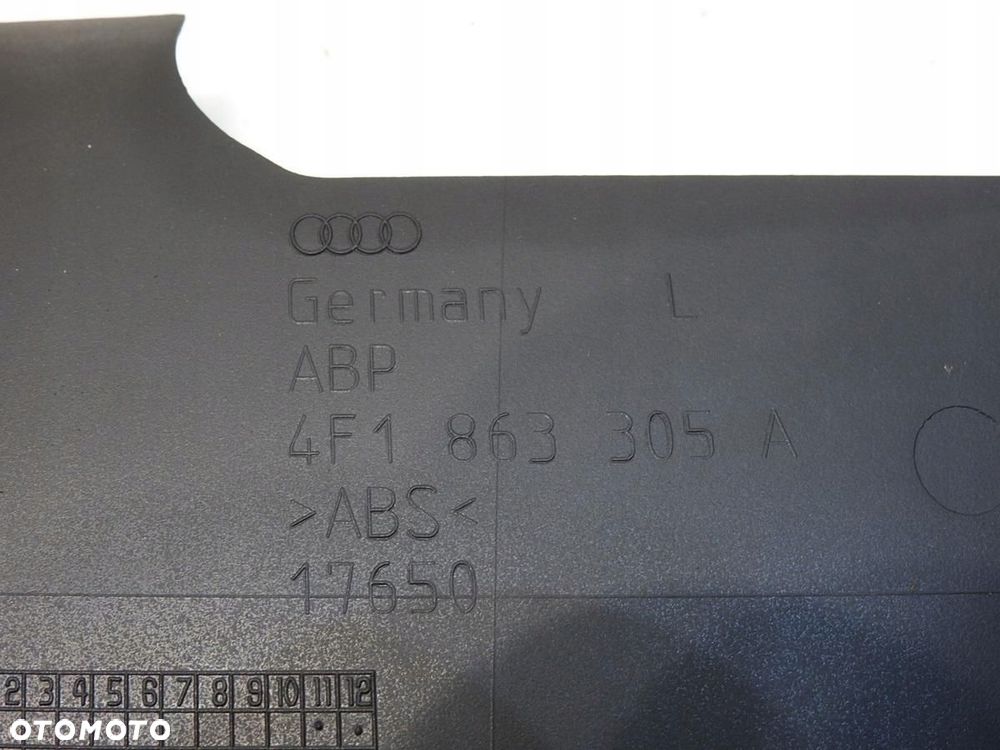 Germany L
ABP
4F1 863 305 A
>ABS<
17650
2 3 4 5 6 7 8 9 10 11 12
OTOMOTO